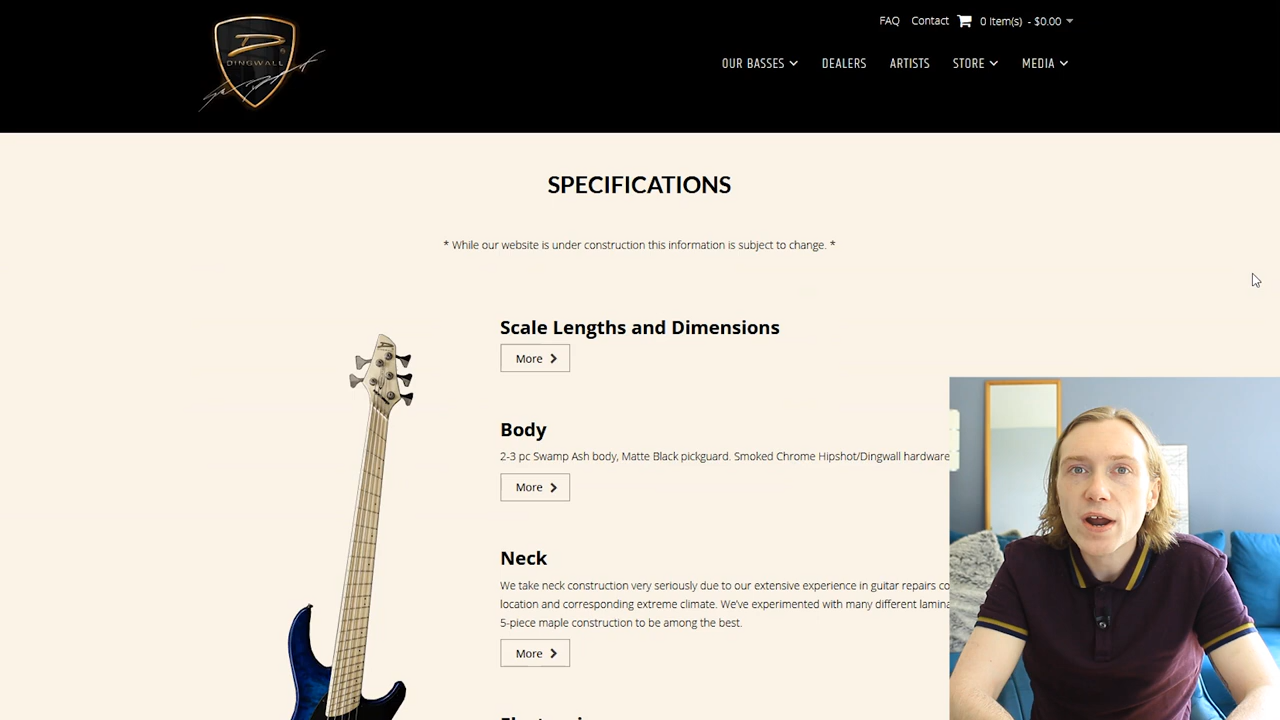 FAQ Contact 0 item(s) - $0.00
DINGWALL
OUR BASSES DEALERS ARTISTS STORE MEDIA
SPECIFICATIONS
* While our website is under construction this information is subject to change. *
Scale Lengths and Dimensions
More
Body
2-3 pc Swamp Ash body, Matte Black pickguard. Smoked Chrome Hipshot/Dingwall hardware
More
Neck
We take neck construction very seriously due to our extensive experience in guitar repairs co
location and corresponding extreme climate. We've experimented with many different lamina
5-piece maple construction to be among the best.
More